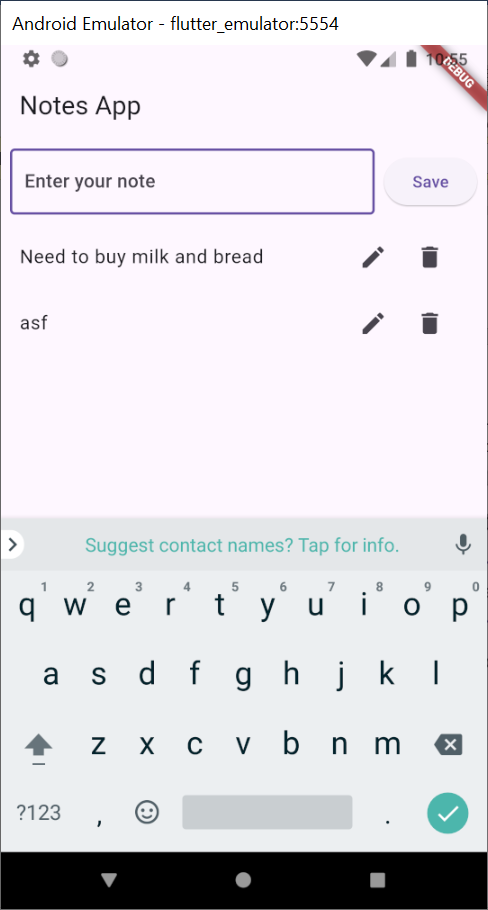 Android Emulator - flutter_emulator:5554
10:55
DEBUG
Notes App
Enter your note
Save
Need to buy milk and bread
asf
Suggest contact names? Tap for info.
1 2 3 4 5 6 7 8 9 0
q w e r t y u i o p
a s d f g h j k l
z x c v b n m
?123 , .